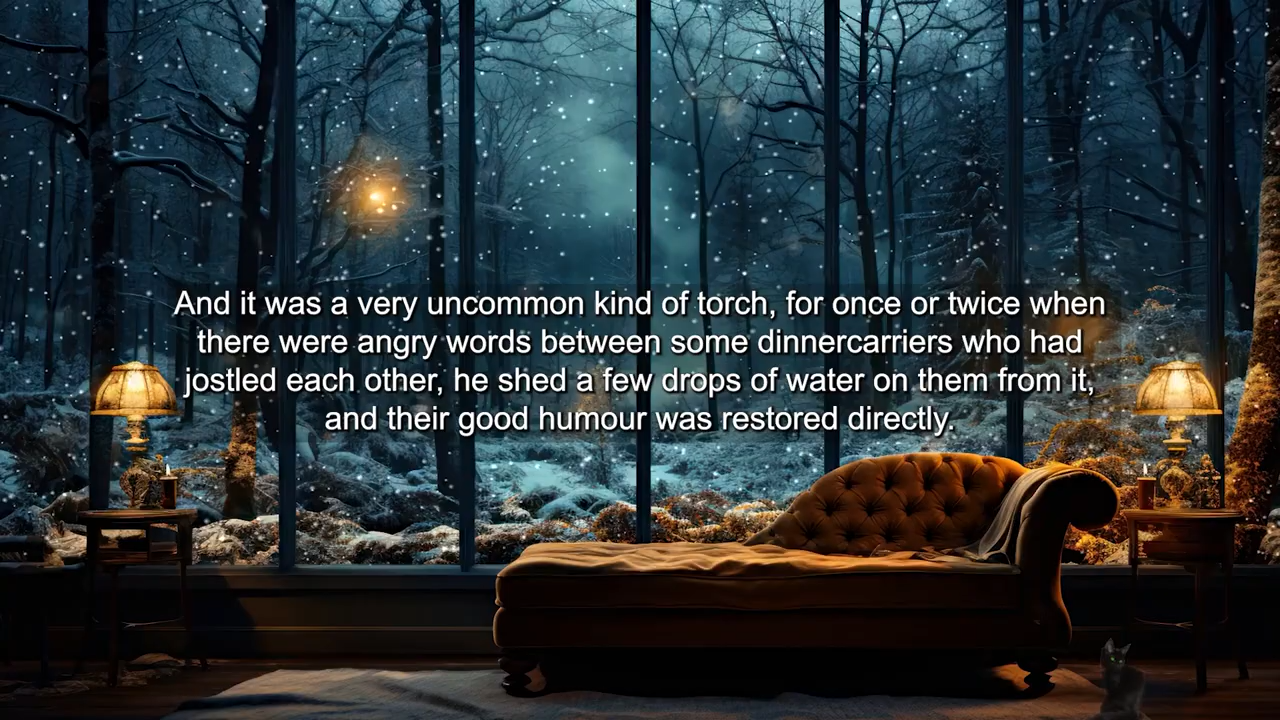 And it was a very uncommon kind of torch, for once or twice when
there were angry words between some dinnercarriers who had
jostled each other, he shed a few drops of water on them from it,
and their good humour was restored directly.